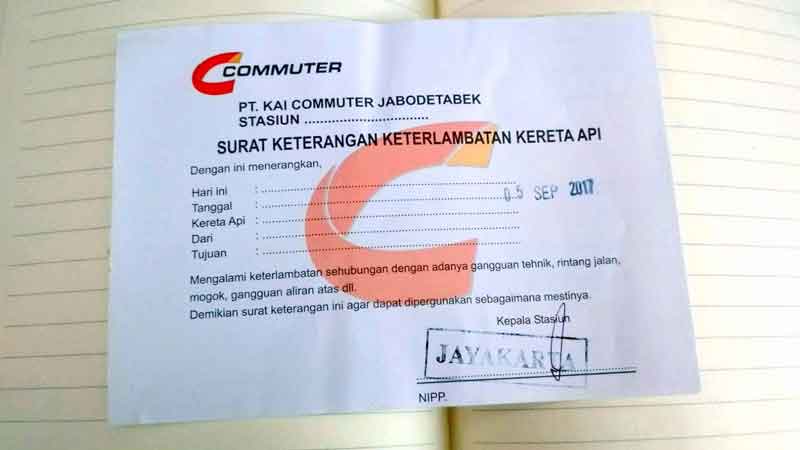 COMMUTER
PT. KAI COMMUTER JABODETABEK
STASIUN ................................
SURAT KETERANGAN KETERLAMBATAN KERETA API
Dengan ini menerangkan,
Hari ini : ................................................................
Tanggal : ................................ 05 SEP 2017
Kereta Api : ................................................................
Dari : ................................................................
Tujuan : ................................................................
Mengalami keterlambatan sehubungan dengan adanya gangguan tehnik, rintang jalan,
mogok, gangguan aliran atas dll.
Demikian surat keterangan ini agar dapat dipergunakan sebagaimana mestinya.
Kepala Stasiun
JAYAKARTA
NIPP.